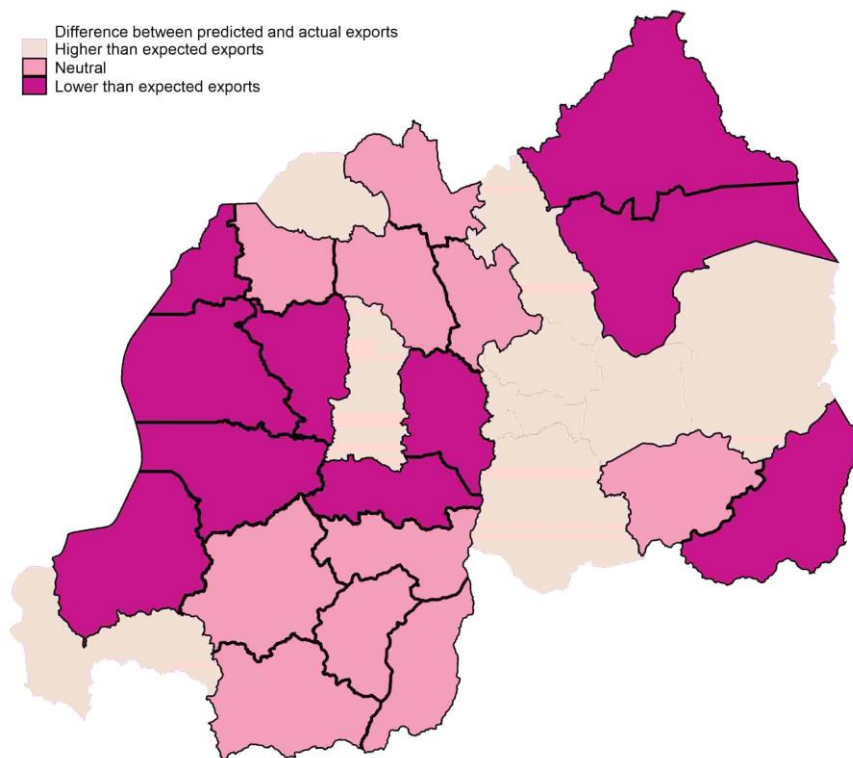 Difference between predicted and actual exports
Higher than expected exports
Neutral
Lower than expected exports